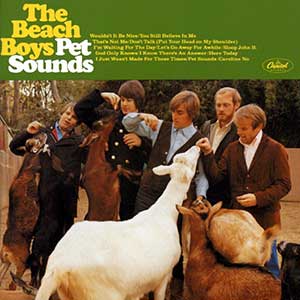 The
Beach
Boys Pet
Sounds
Wouldn't It Be Nice/You Still Believe In Me
That's Not Me/Don't Talk (Put Your Head on My Shoulder)
I'm Waiting For The Day/Let's Go Away For Awhile/Sloop John B.
God Only Knows/I Know There's An Answer/Here Today
I Just Wasn't Made For These Times/Pet Sounds/Caroline No
Capitol